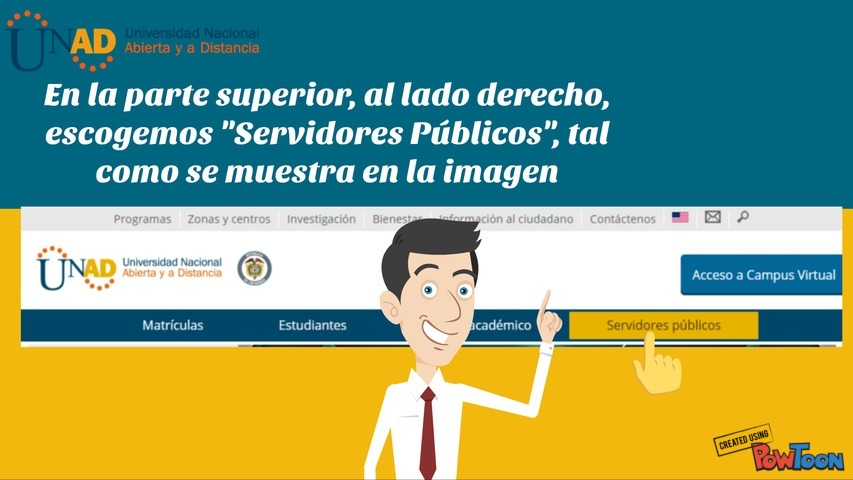 UNAD Universidad Nacional
Abierta y a Distancia
En la parte superior, al lado derecho,
escogemos "Servidores Públicos", tal
como se muestra en la imagen
Programas Zonas y centros Investigación Bienestar Información al ciudadano Contáctenos
UNAD Universidad Nacional
Abierta y a Distancia
Acceso a Campus Virtual
Matrículas Estudiantes académico Servidores públicos
CREATED USING
POWTOON